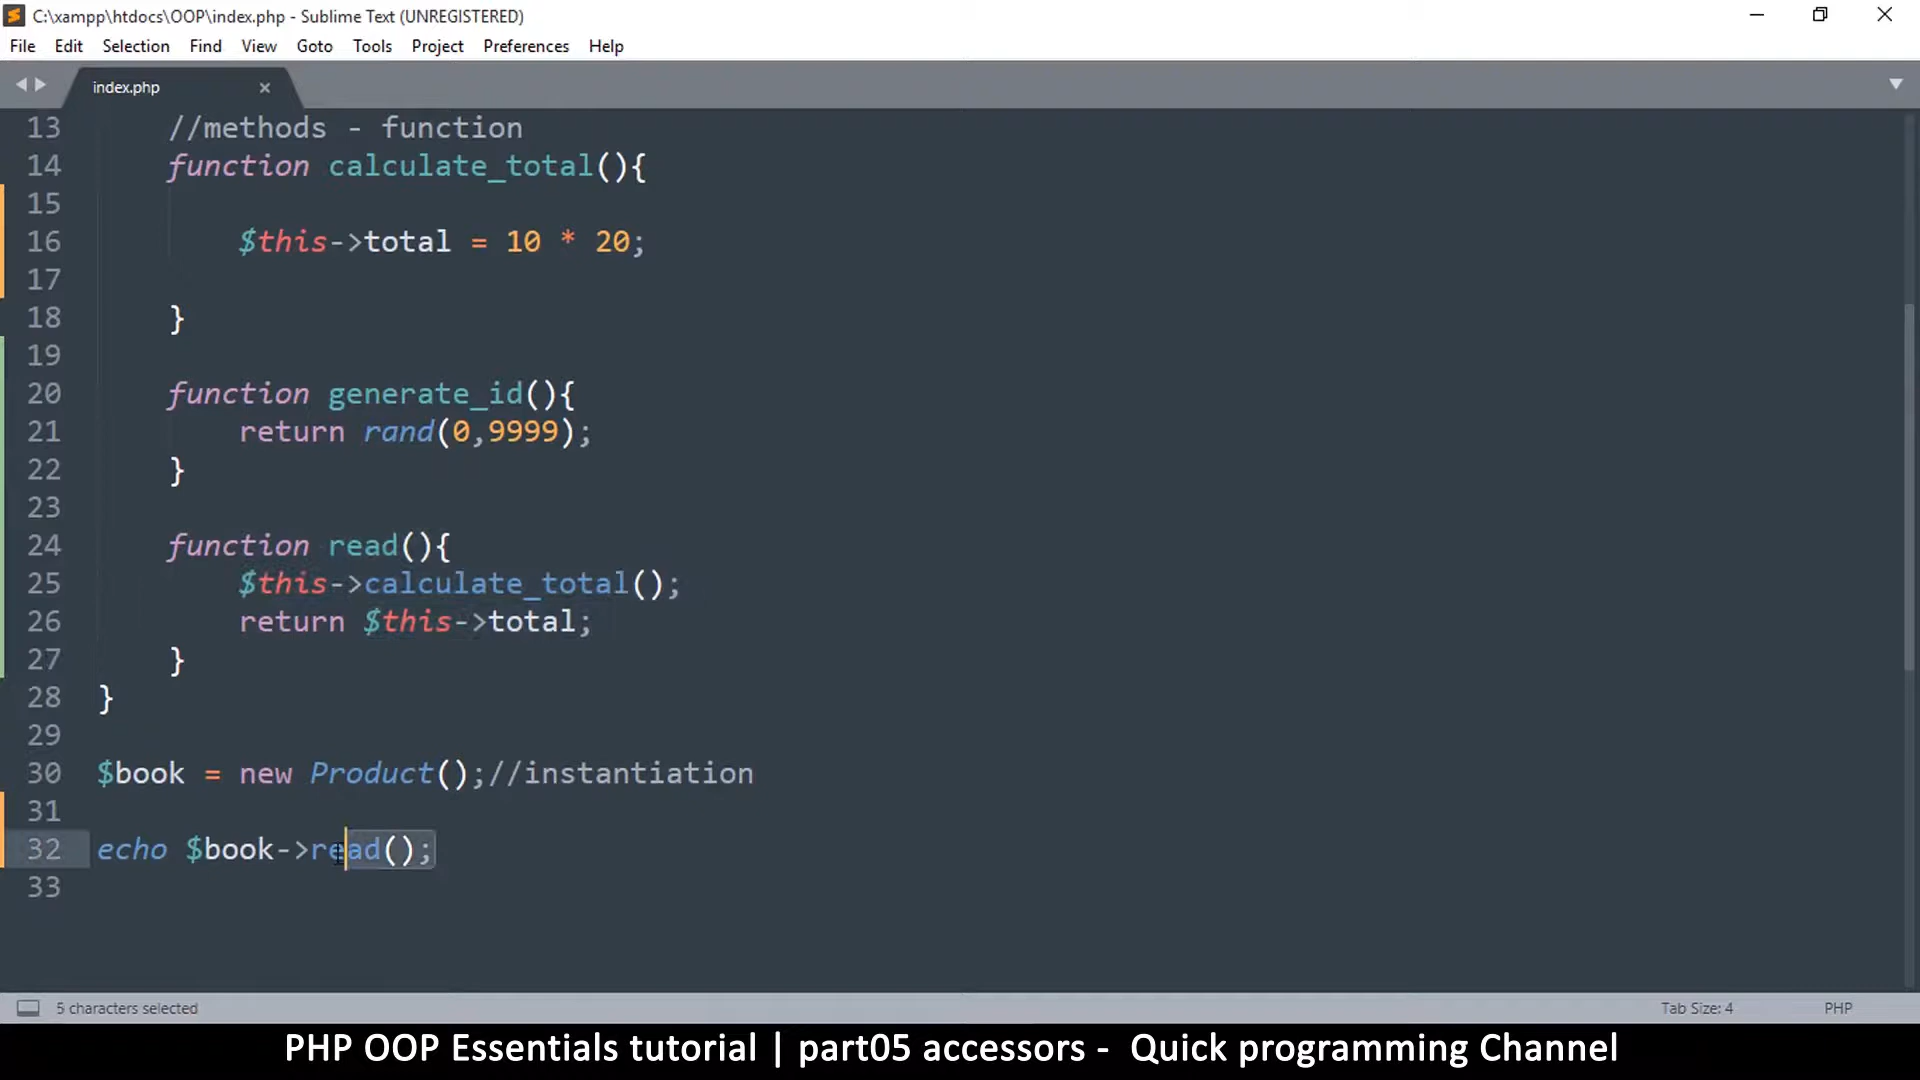 C:\xampp\htdocs\OOP\index.php - Sublime Text (UNREGISTERED)
File Edit Selection Find View Goto Tools Project Preferences Help
index.php
13 //methods - function
14 function calculate_total(){
15
16 $this->total = 10 * 20;
17
18 }
19
20 function generate_id(){
21 return rand(0,9999);
22 }
23
24 function read(){
25 $this->calculate_total();
26 return $this->total;
27 }
28 }
29
30 $book = new Product();//instantiation
31
32 echo $book->read();
33
5 characters selected Tab Size: 4 PHP
PHP OOP Essentials tutorial | part05 accessors - Quick programming Channel